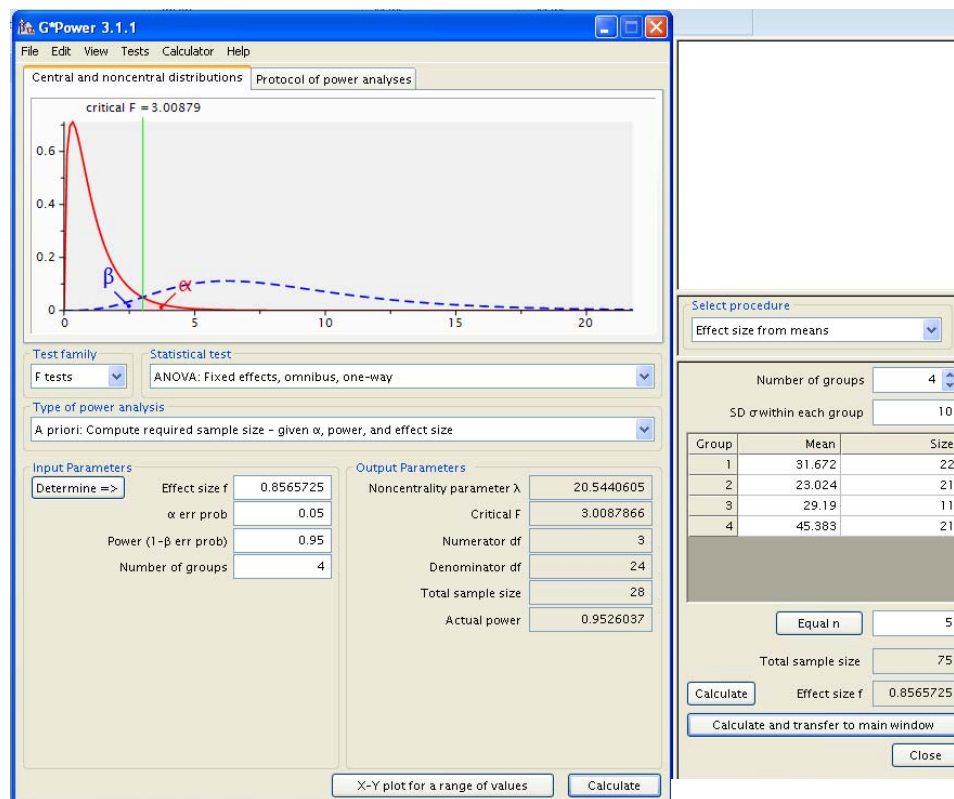 G*Power 3.1.1
File Edit View Tests Calculator Help
Central and noncentral distributions Protocol of power analyses
critical F = 3.00879
0.6
0.4
0.2
0
β
α
0 5 10 15 20
Test family Statistical test
F tests ANOVA: Fixed effects, omnibus, one-way
Type of power analysis
A priori: Compute required sample size - given α, power, and effect size
Input Parameters
Determine => Effect size f 0.8565725
α err prob 0.05
Power (1-β err prob) 0.95
Number of groups 4
Output Parameters
Noncentrality parameter λ 20.5440605
Critical F 3.0087866
Numerator df 3
Denominator df 24
Total sample size 28
Actual power 0.9526037
X-Y plot for a range of values Calculate
Select procedure
Effect size from means
Number of groups 4
SD σ within each group 10
Group Mean Size
1 31.672 22
2 23.024 21
3 29.19 11
4 45.383 21
Equal n 5
Total sample size 75
Calculate Effect size f 0.8565725
Calculate and transfer to main window
Close